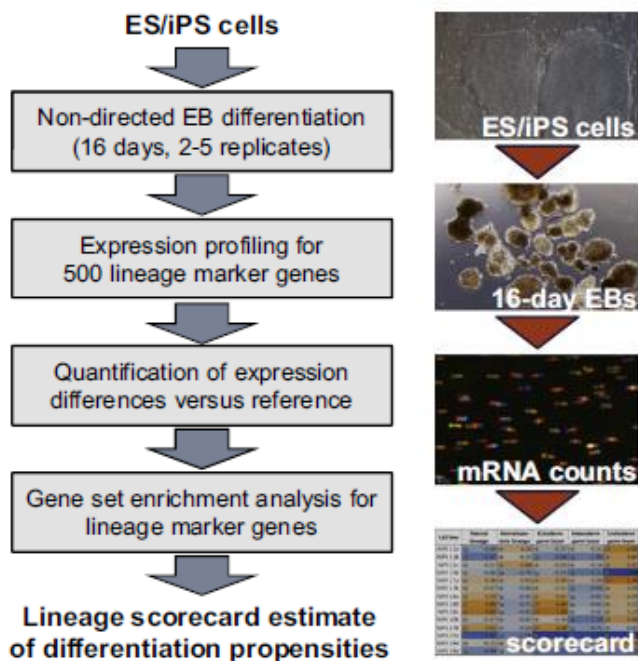 ES/iPS cells
Non-directed EB differentiation
(16 days, 2-5 replicates)
Expression profiling for
500 lineage marker genes
Quantification of expression
differences versus reference
Gene set enrichment analysis for
lineage marker genes
Lineage scorecard estimate
of differentiation propensities
ES/iPS cells
16-day EBs
mRNA counts
scorecard